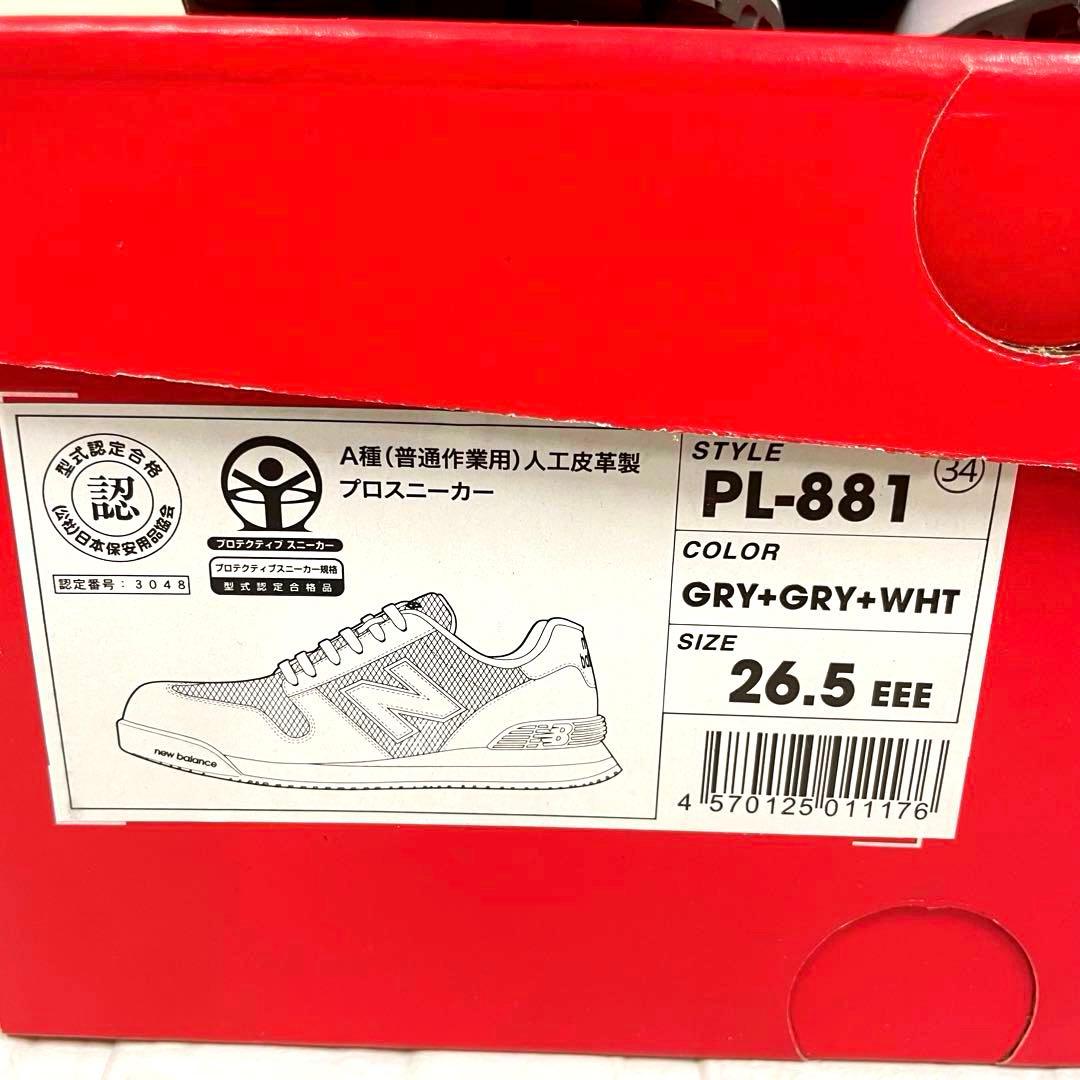 型式認定合格
認
(公社)日本保安用品協会
認定番号：3048
プロテクティブ スニーカー
プロテクティブスニーカー規格
型式認定合格品
A種(普通作業用)人工皮革製
プロスニーカー
new balance
N
NB
STYLE
PL-881
34
COLOR
GRY+GRY+WHT
SIZE
26.5 EEE
4 570125 011176